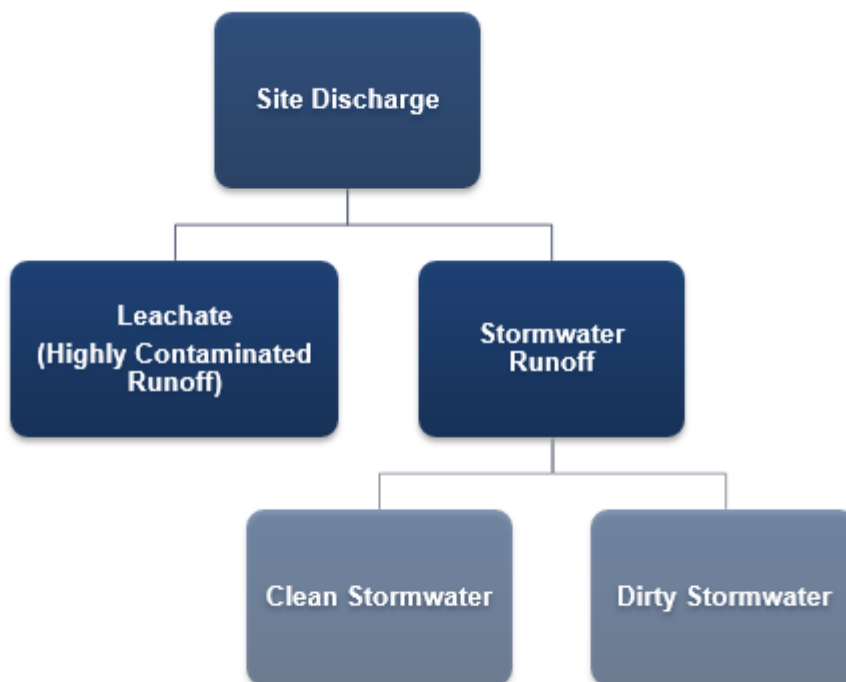 Site Discharge
Leachate
(Highly Contaminated
Runoff)
Stormwater
Runoff
Clean Stormwater
Dirty Stormwater